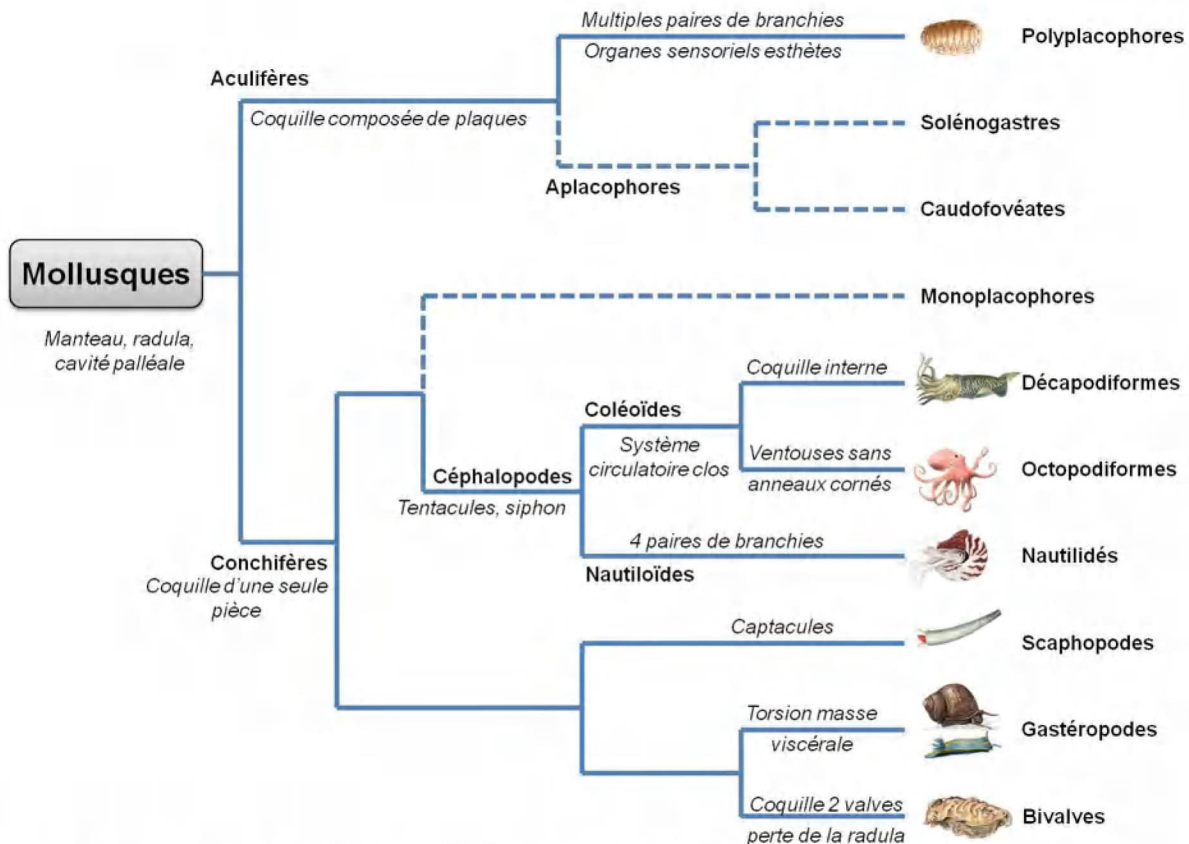 Multiples paires de branchies
Organes sensoriels esthètes
Polyplacophores
Aculifères
Coquille composée de plaques
Solénogastres
Aplacophores
Caudofovéates
Mollusques
Manteau, radula,
cavité palléale
Monoplacophores
Coquille interne
Décapodiformes
Coléoïdes
Système
circulatoire clos
Ventouses sans
anneaux cornés
Octopodiformes
Céphalopodes
Tentacules, siphon
4 paires de branchies
Nautilidés
Nautiloïdes
Conchifères
Coquille d'une seule
pièce
Captacules
Scaphopodes
Torsion masse
viscérale
Gastéropodes
Coquille 2 valves
perte de la radula
Bivalves